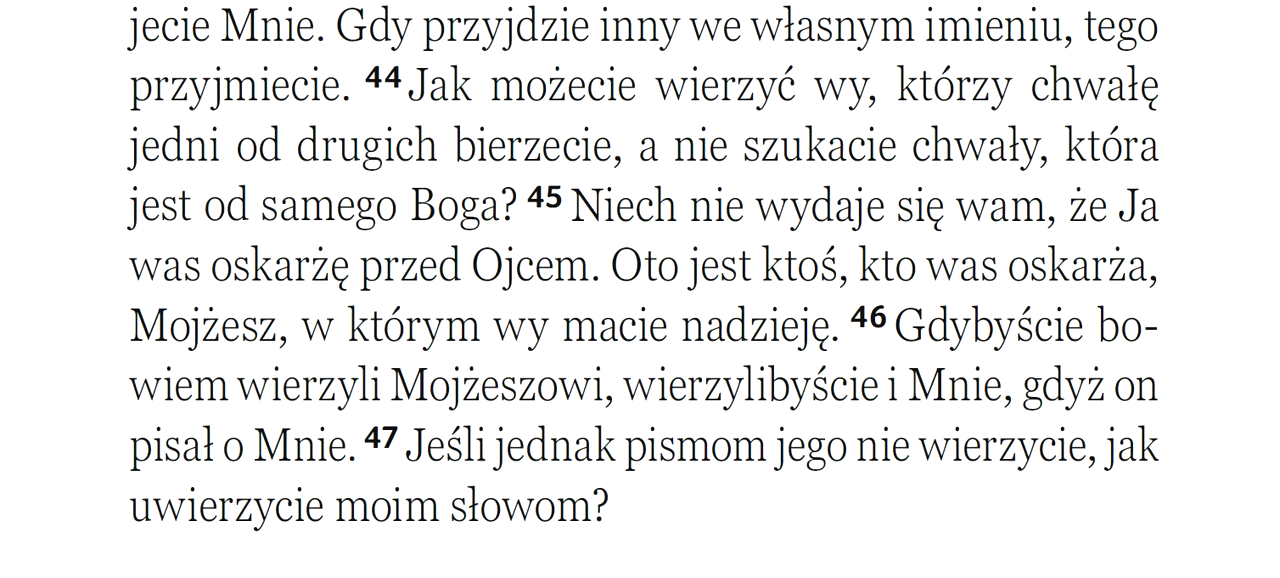 jecie Mnie. Gdy przyjdzie inny we własnym imieniu, tego
przyjmiecie. 44 Jak możecie wierzyć wy, którzy chwałę
jedni od drugich bierzecie, a nie szukacie chwały, która
jest od samego Boga? 45 Niech nie wydaje się wam, że Ja
was oskarżę przed Ojcem. Oto jest ktoś, kto was oskarża,
Mojżesz, w którym wy macie nadzieję. 46 Gdybyście bo-
wiem wierzyli Mojżeszowi, wierzylibyście i Mnie, gdyż on
pisał o Mnie. 47 Jeśli jednak pismom jego nie wierzycie, jak
uwierzycie moim słowom?